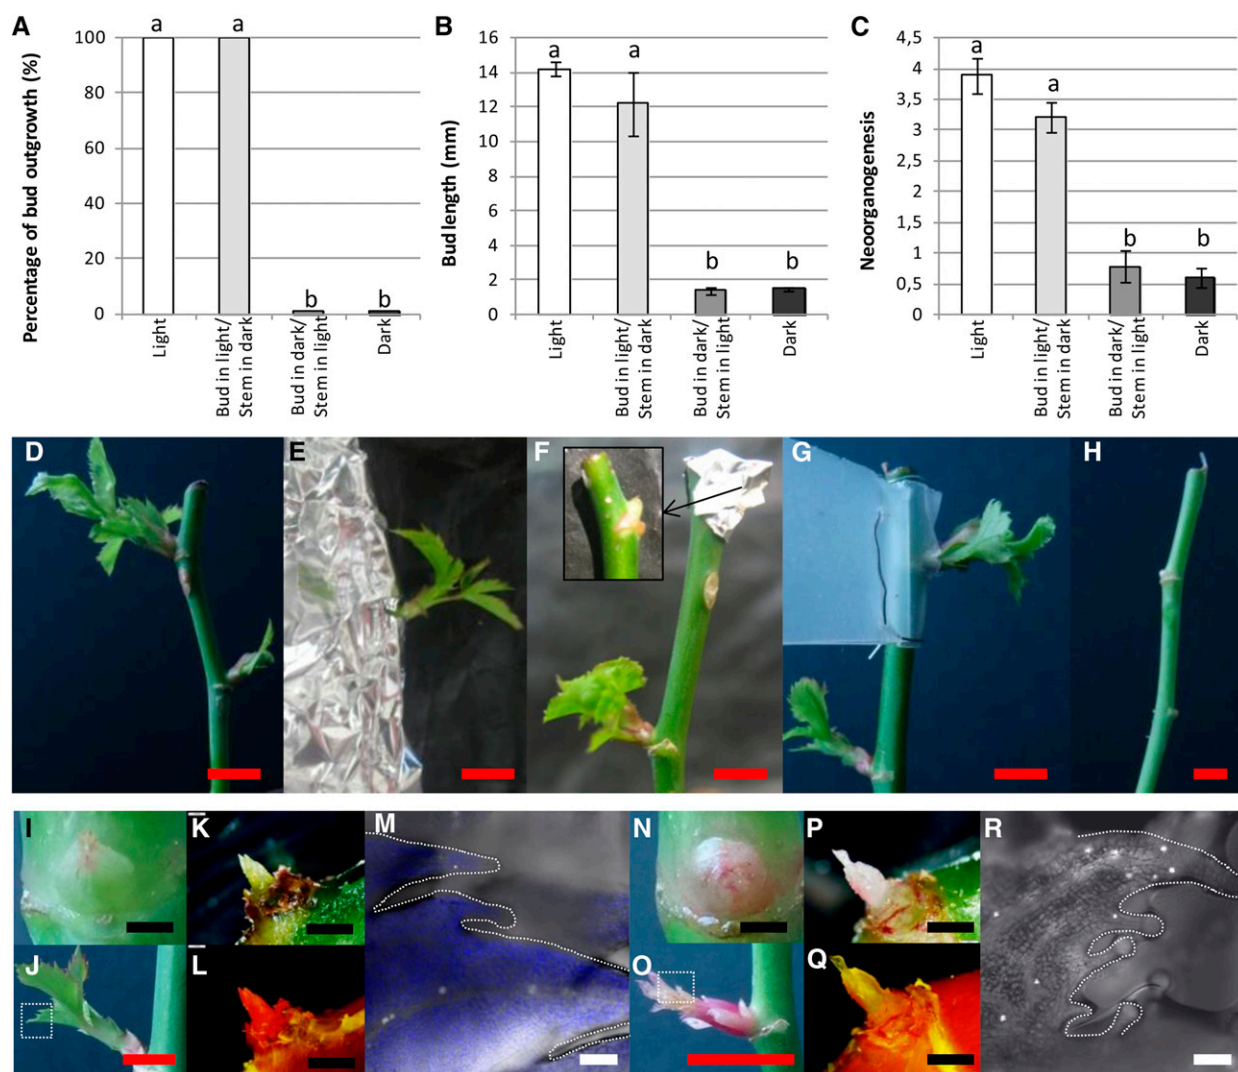 A
Percentage of bud outgrowth (%)
100
80
60
40
20
0
a
a
b
b
Light
Bud in light/
Stem in dark
Bud in dark/
Stem in light
Dark
B
Bud length (mm)
16
14
12
10
8
6
4
2
0
a
a
b
b
Light
Bud in light/
Stem in dark
Bud in dark/
Stem in light
Dark
C
Neoorganogenesis
4,5
4
3,5
3
2,5
2
1,5
1
0,5
0
a
a
b
b
Light
Bud in light/
Stem in dark
Bud in dark/
Stem in light
Dark
D
E
F
G
H
I
K
M
N
P
R
J
L
O
Q